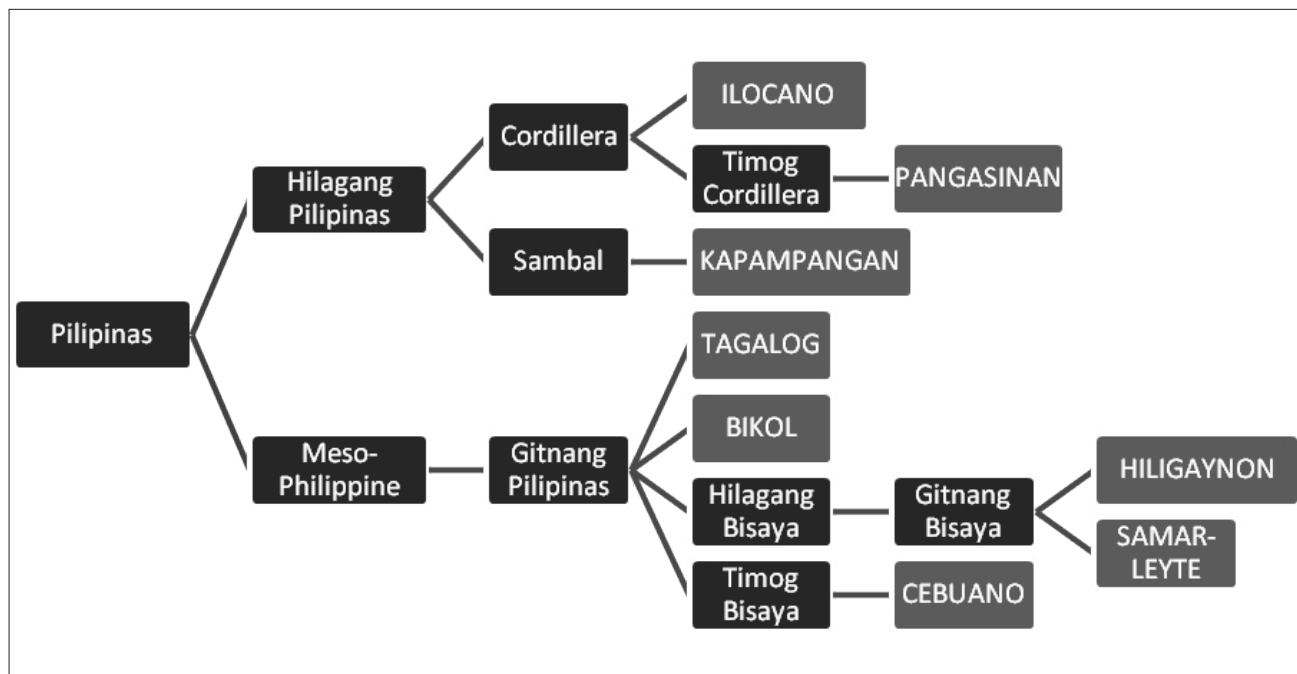 Pilipinas
Hilagang
Pilipinas
Cordillera
ILOCANO
Timog
Cordillera
PANGASINAN
Sambal
KAPAMPANGAN
Meso-
Philippine
Gitnang
Pilipinas
TAGALOG
BIKOL
Hilagang
Bisaya
Gitnang
Bisaya
HILIGAYNON
SAMAR-
LEYTE
Timog
Bisaya
CEBUANO